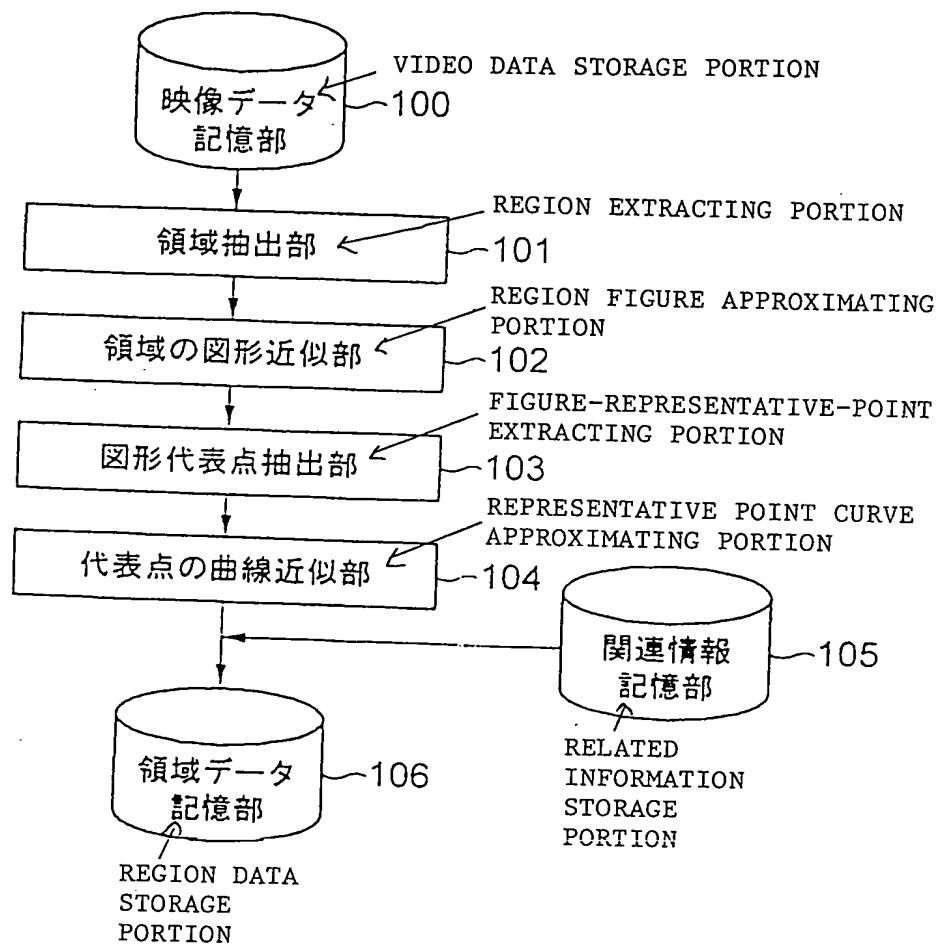 VIDEO DATA STORAGE PORTION
映像データ
記憶部
100
REGION EXTRACTING PORTION
領域抽出部
101
REGION FIGURE APPROXIMATING
PORTION
領域の図形近似部
102
FIGURE-REPRESENTATIVE-POINT
EXTRACTING PORTION
図形代表点抽出部
103
REPRESENTATIVE POINT CURVE
APPROXIMATING PORTION
代表点の曲線近似部
104
関連情報
記憶部
105
RELATED
INFORMATION
STORAGE
PORTION
領域データ
記憶部
106
REGION DATA
STORAGE
PORTION